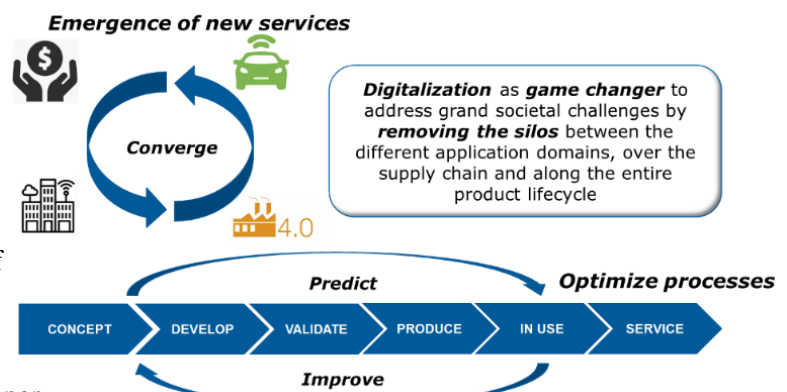 Emergence of new services
$
Converge
4.0
Digitalization as game changer to
address grand societal challenges by
removing the silos between the
different application domains, over the
supply chain and along the entire
product lifecycle
f
Predict
Optimize processes
CONCEPT
DEVELOP
VALIDATE
PRODUCE
IN USE
SERVICE
Improve